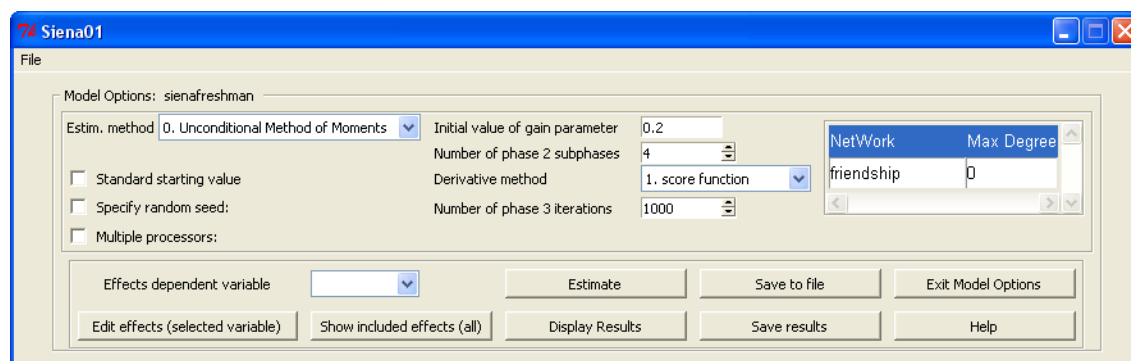 Siena01
File
Model Options: sienafreshman
Estim. method 0. Unconditional Method of Moments Initial value of gain parameter 0.2
Number of phase 2 subphases 4
NetWork Max Degree
Standard starting value Derivative method 1. score function
friendship 0
Specify random seed: Number of phase 3 iterations 1000
Multiple processors:
Effects dependent variable Estimate Save to file Exit Model Options
Edit effects (selected variable) Show included effects (all) Display Results Save results Help